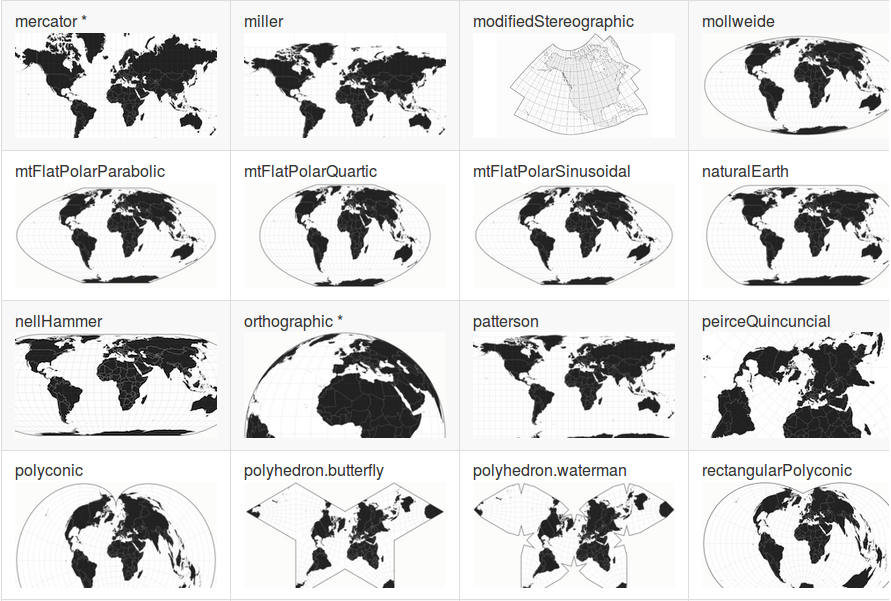 mercator *
miller
modifiedStereographic
mollweide
mtFlatPolarParabolic
mtFlatPolarQuartic
mtFlatPolarSinusoidal
naturalEarth
nellHammer
orthographic *
patterson
peirceQuincuncial
polyconic
polyhedron.butterfly
polyhedron.waterman
rectangularPolyconic